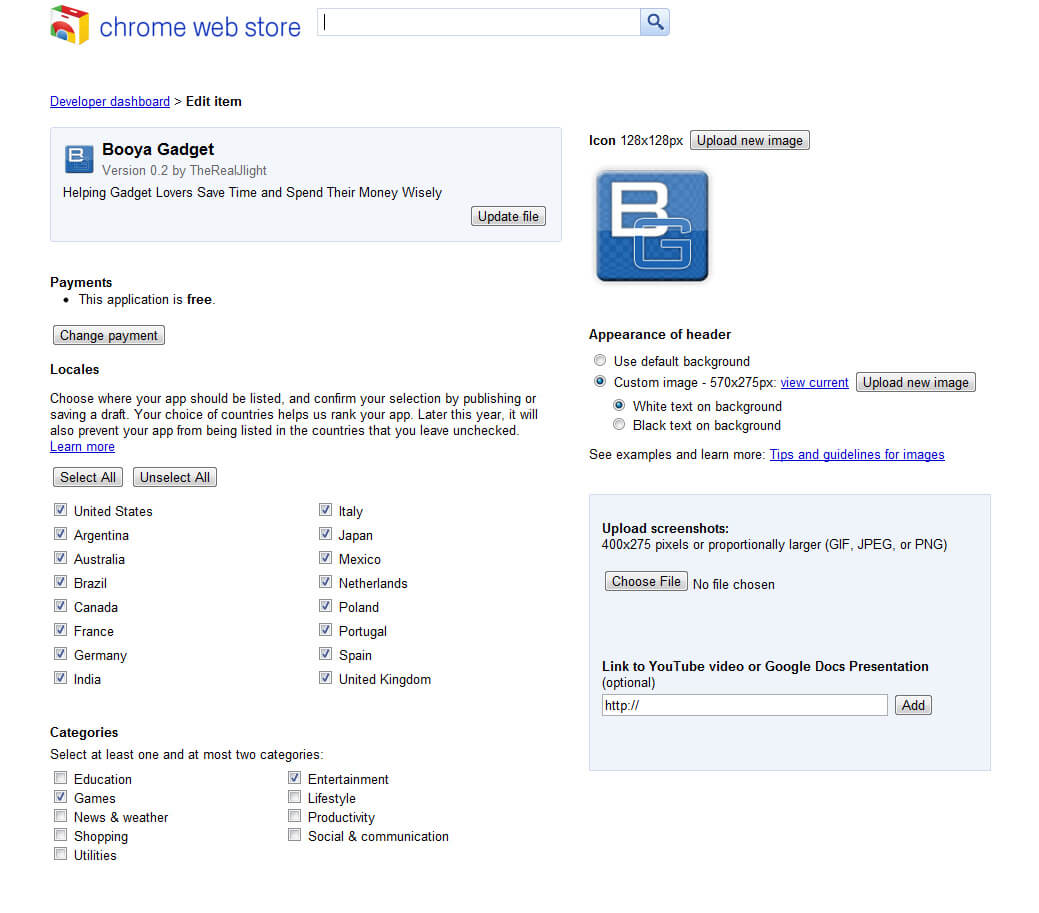 chrome web store
Developer dashboard > Edit item
B
Booya Gadget
Version 0.2 by TheRealJlight
Helping Gadget Lovers Save Time and Spend Their Money Wisely
Update file
Payments
This application is free.
Change payment
Locales
Choose where your app should be listed, and confirm your selection by publishing or
saving a draft. Your choice of countries helps us rank your app. Later this year, it will
also prevent your app from being listed in the countries that you leave unchecked.
Learn more
Select All Unselect All
United States
Argentina
Australia
Brazil
Canada
France
Germany
India
Italy
Japan
Mexico
Netherlands
Poland
Portugal
Spain
United Kingdom
Categories
Select at least one and at most two categories:
Education
Games
News & weather
Shopping
Utilities
Entertainment
Lifestyle
Productivity
Social & communication
Icon 128x128px Upload new image
BG
Appearance of header
Use default background
Custom image - 570x275px: view current Upload new image
White text on background
Black text on background
See examples and learn more: Tips and guidelines for images
Upload screenshots:
400x275 pixels or proportionally larger (GIF, JPEG, or PNG)
Choose File No file chosen
Link to YouTube video or Google Docs Presentation
(optional)
http:// Add